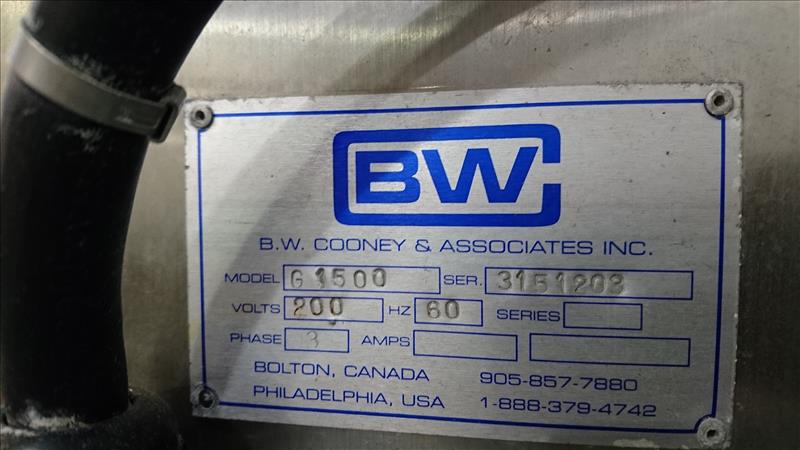 BW
B.W. COONEY & ASSOCIATES INC.
MODEL G1500 SER. 3151203
VOLTS 200 HZ 60 SERIES
PHASE 3 AMPS
BOLTON, CANADA 905-857-7880
PHILADELPHIA, USA 1-888-379-4742